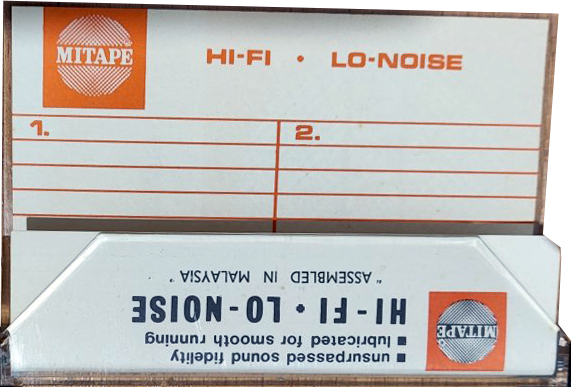 MITAPE
HI-FI • LO-NOISE
1. 2.
MITAPE
■ unsurpassed sound fidelity
■ lubricated for smooth running
HI-FI • LO-NOISE
"ASSEMBLED IN MALAYSIA"